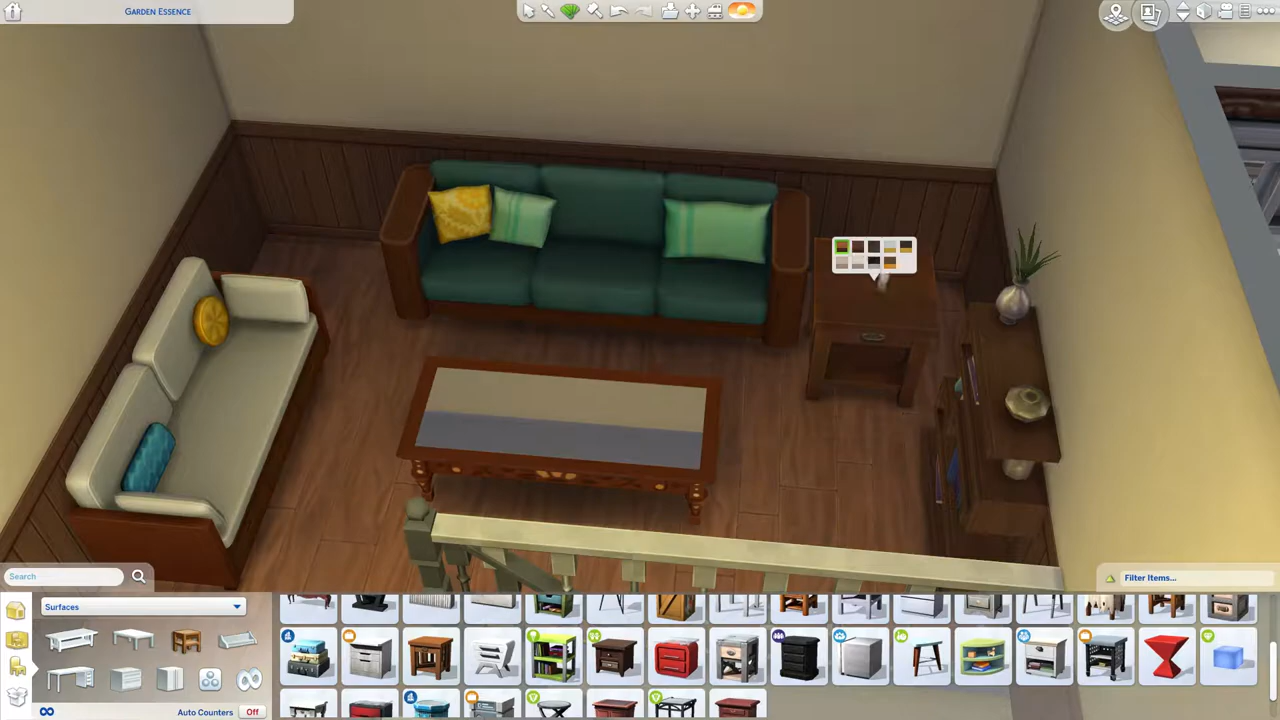 GARDEN ESSENCE
Search
Filter Items...
Surfaces
Auto Counters Off